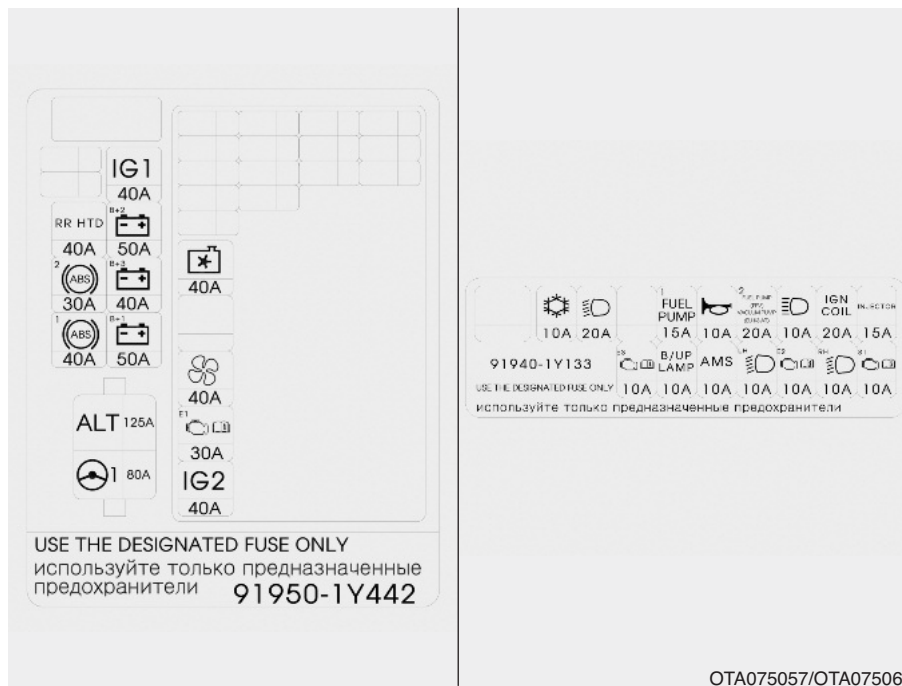 IG1
40A
RR HTD
B+2
40A
50A
2
(ABS)
B+3
30A
40A
1
(ABS)
B+1
40A
50A
ALT 125A
1 80A
40A
40A
E1
30A
IG2
40A
USE THE DESIGNATED FUSE ONLY
используйте только предназначенные
предохранители
91950-1Y442
1 FUEL PUMP
2 FUEL PUMP
IGN COIL
INJECTOR
10A 20A 15A 10A 20A 10A 20A 15A
91940-1Y133
B/UP LAMP
AMS
USE THE DESIGNATED FUSE ONLY
10A 10A 10A 10A 10A 10A 10A
используйте только предназначенные предохранители
OTA075057/OTA07506